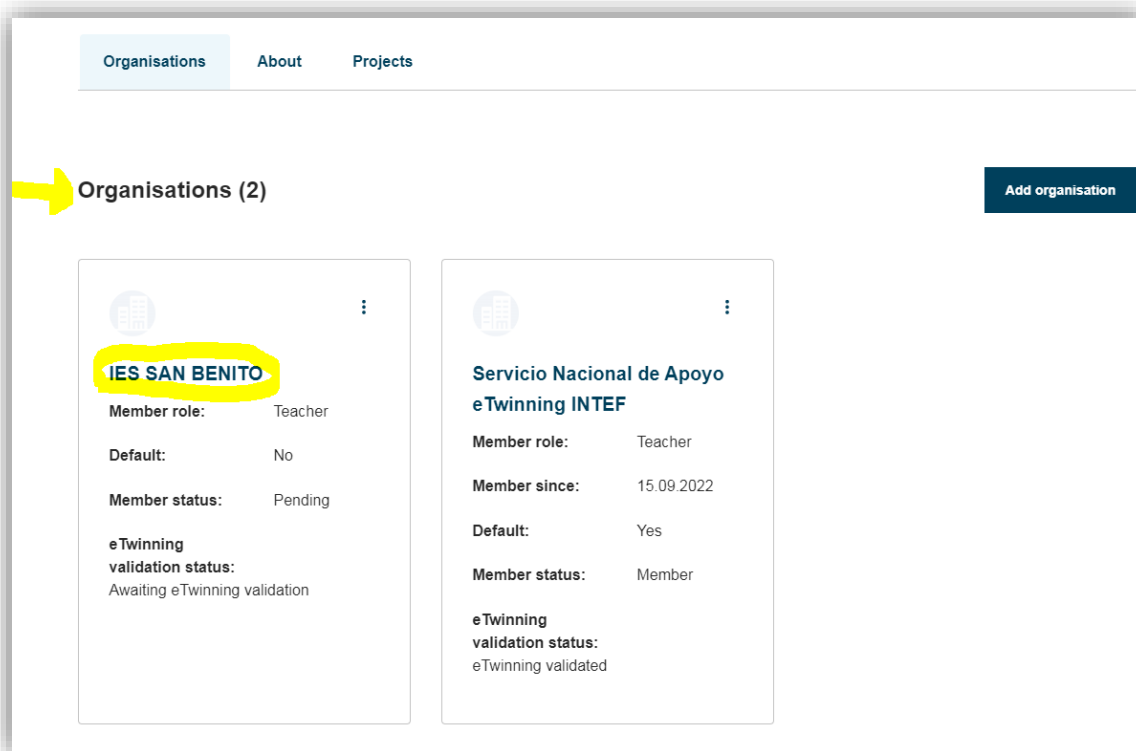 Organisations About Projects
Organisations (2)
Add organisation
IES SAN BENITO
Member role: Teacher
Default: No
Member status: Pending
eTwinning
validation status:
Awaiting eTwinning validation
Servicio Nacional de Apoyo
eTwinning INTEF
Member role: Teacher
Member since: 15.09.2022
Default: Yes
Member status: Member
eTwinning
validation status:
eTwinning validated